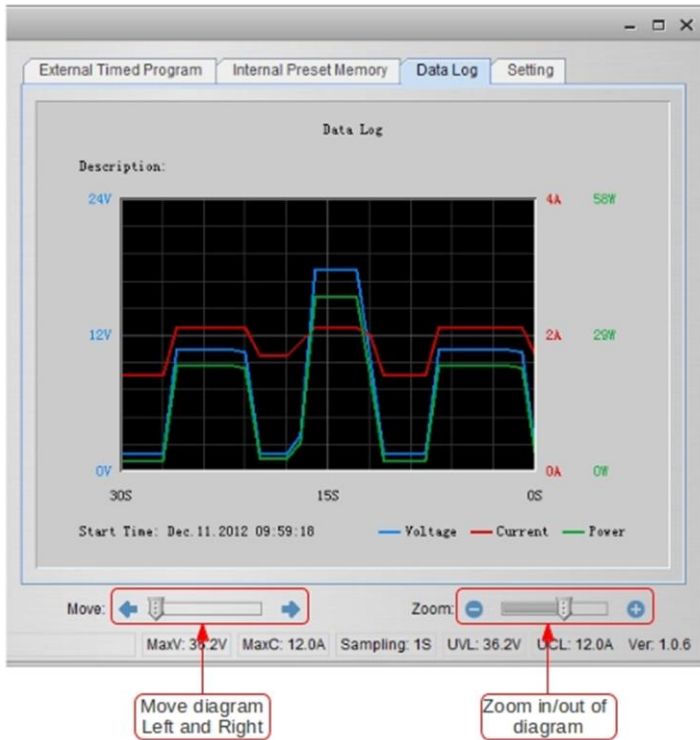 External Timed Program Internal Preset Memory Data Log Setting
Data Log
Description:
24V 4A 58W
12V 2A 29W
0V 0A 0W
30S 15S 0S
Start Time: Dec.11.2012 09:59:18 Voltage Current Power
Move: Zoom:
MaxV: 36.2V MaxC: 12.0A Sampling: 1S UVL: 36.2V UCL: 12.0A Ver: 1.0.6
Move diagram Zoom in/out of
Left and Right diagram